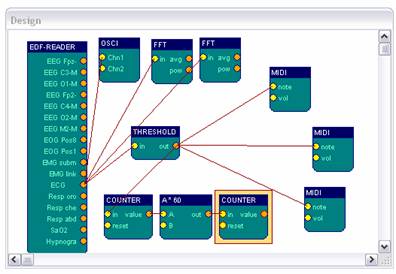 Design
EDF-READER
EEG Fpz-
EEG C3-M
EEG O1-M
EEG Fp2-
EEG C4-M
EEG O2-M
EEG M2-M
EOG Pos8
EOG Pos1
EMG subm
EMG link
ECG
Resp oro
Resp che
Resp abd
SaO2
Hypnogra
OSCI
Chn1
Chn2
FFT
in avg
pow
FFT
in avg
pow
MIDI
note
vol
THRESHOLD
in out
MIDI
note
vol
MIDI
note
vol
COUNTER
in value
reset
A * 60
A out
B
COUNTER
in value
reset